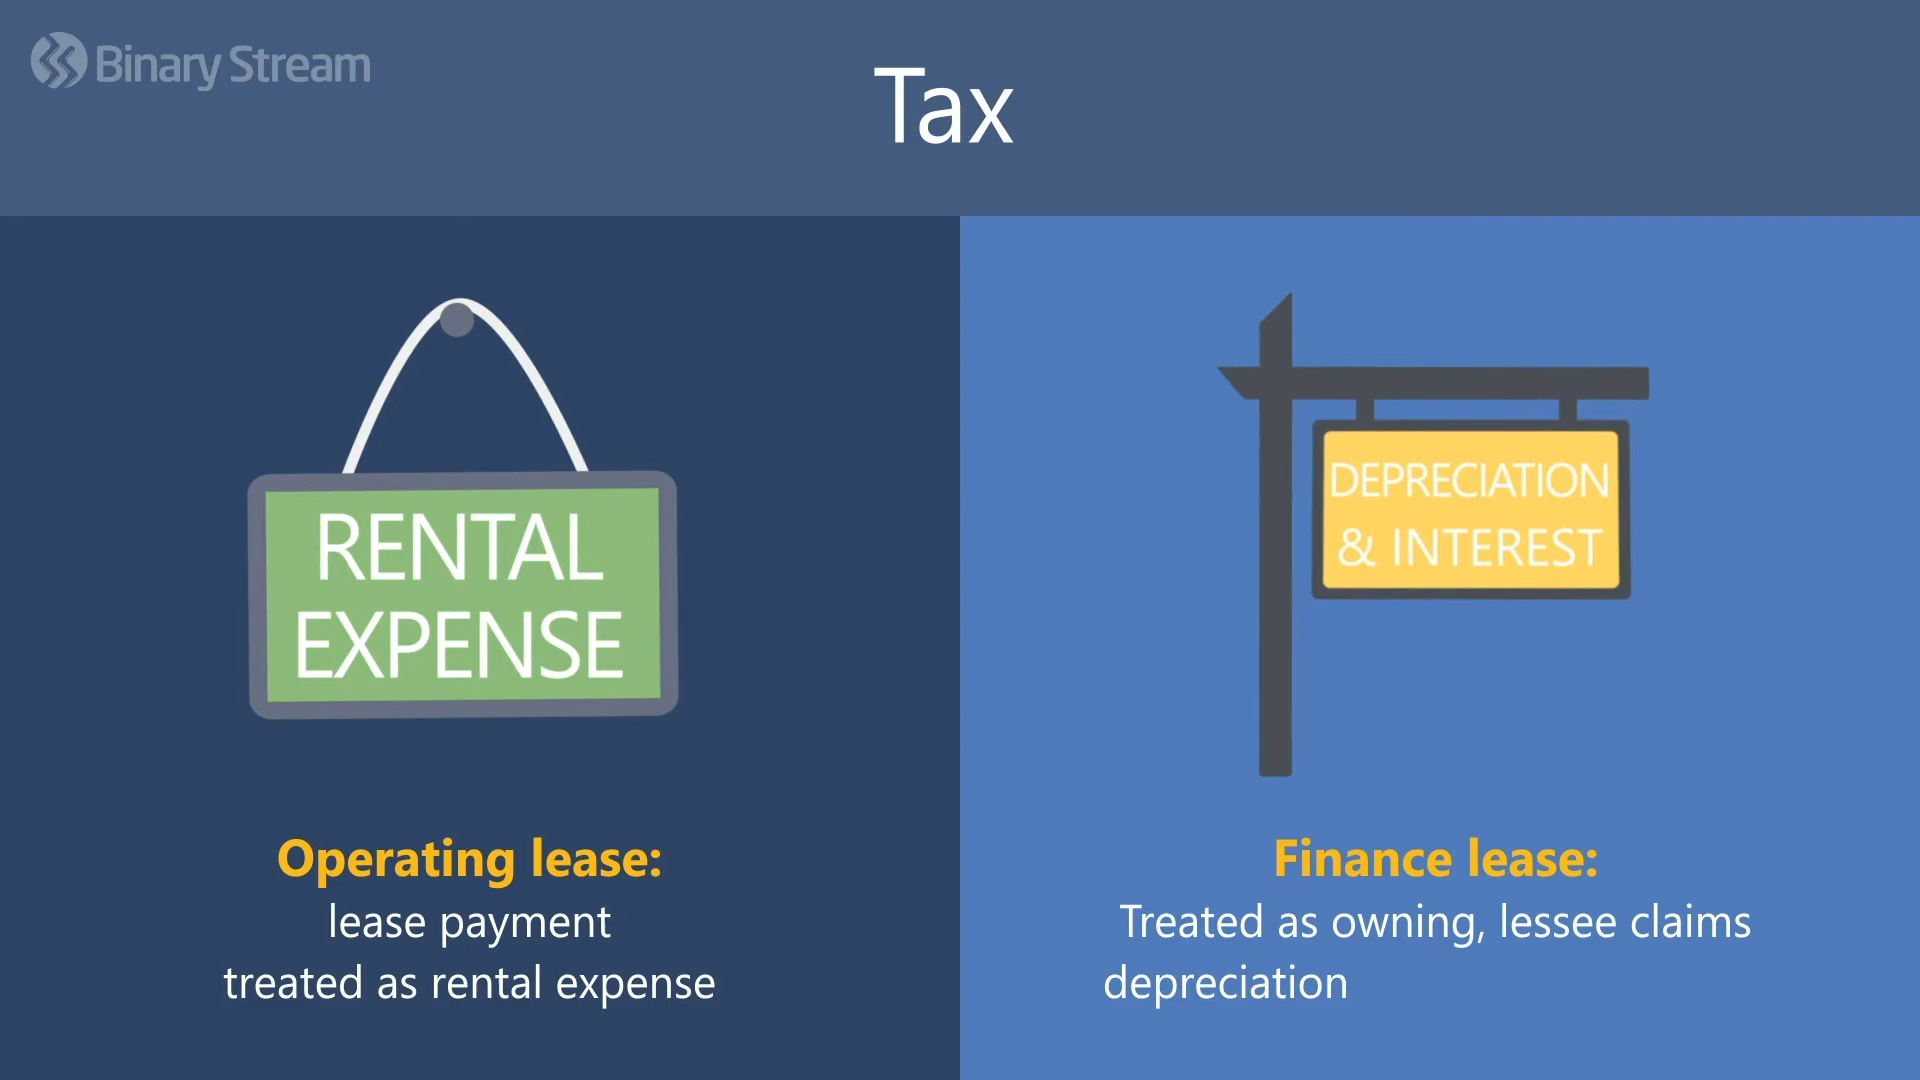 Binary Stream
Tax
RENTAL
EXPENSE
DEPRECIATION
& INTEREST
Operating lease:
lease payment
treated as rental expense
Finance lease:
Treated as owning, lessee claims
depreciation